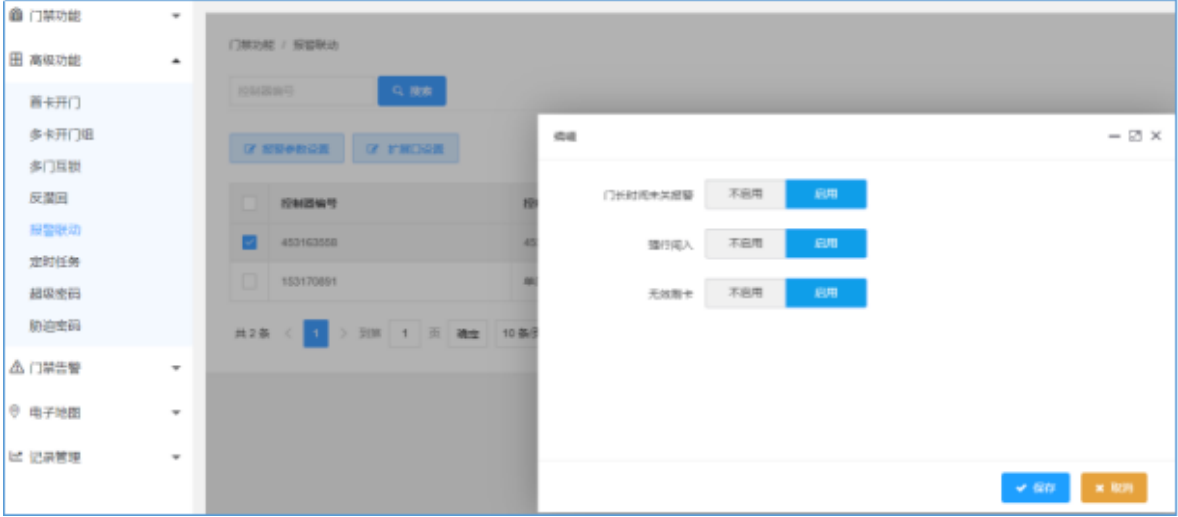 门禁功能
高级功能
首卡开门
多卡开门组
多门互锁
反潜回
报警联动
定时任务
超级密码
胁迫密码
门禁告警
电子地图
记录管理
门禁功能 / 报警联动
控制器编号
搜索
报警参数设置
扩展口设置
控制器编号
控
453163558
45
153170891
单
共 2 条 < 1 > 到第 1 页 确定 10 条/
编辑
门长时间未关报警 不启用 启用
强行闯入 不启用 启用
无效刷卡 不启用 启用
保存
取消